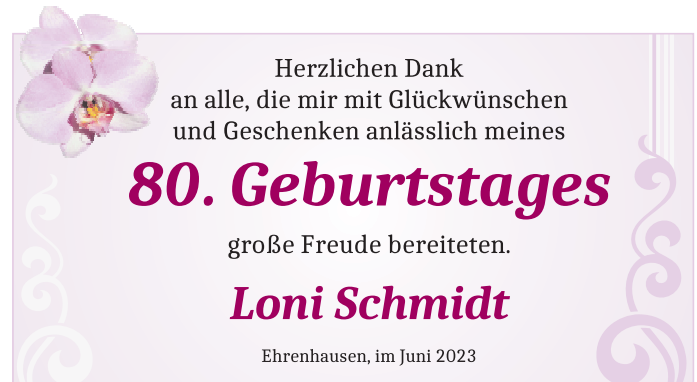 Herzlichen Dank
an alle, die mir mit Glückwünschen
und Geschenken anlässlich meines
80. Geburtstages
große Freude bereiteten.
Loni Schmidt
Ehrenhausen, im Juni 2023